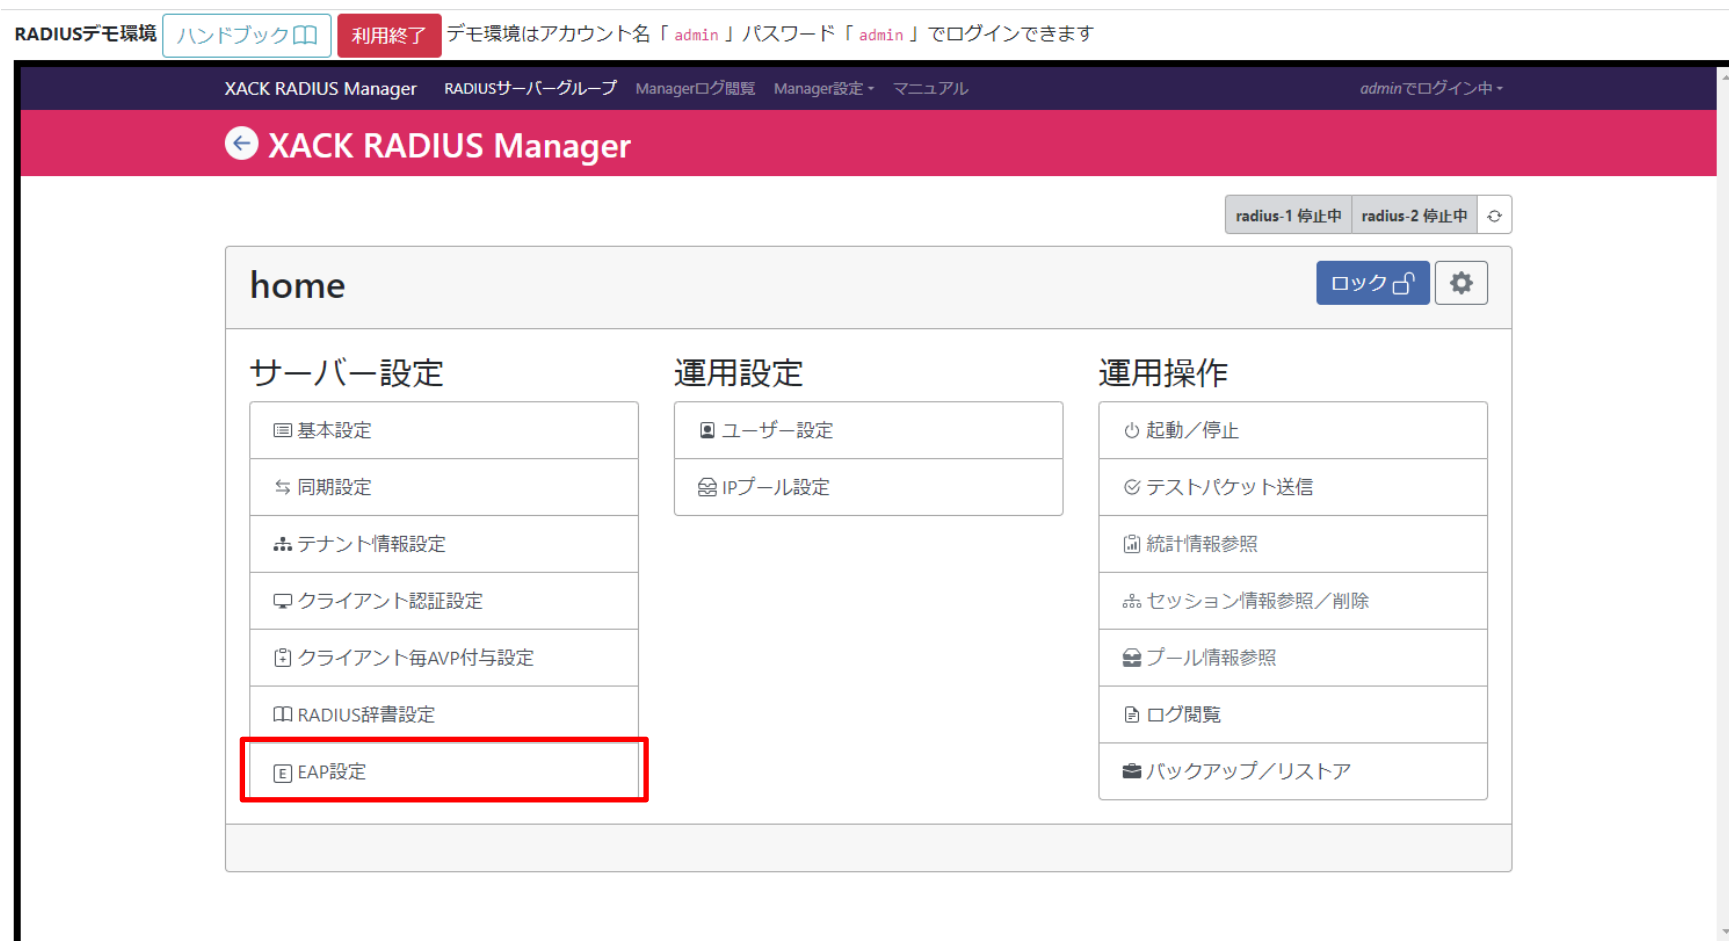 RADIUSデモ環境 ハンドブック 利用終了 デモ環境はアカウント名「 admin 」パスワード「 admin 」でログインできます
XACK RADIUS Manager RADIUSサーバーグループ Managerログ閲覧 Manager設定 マニュアル adminでログイン中
XACK RADIUS Manager
radius-1 停止中 radius-2 停止中
home ロック
サーバー設定
基本設定
同期設定
テナント情報設定
クライアント認証設定
クライアント毎AVP付与設定
RADIUS辞書設定
E EAP設定
運用設定
ユーザー設定
IPプール設定
運用操作
起動／停止
テストパケット送信
統計情報参照
セッション情報参照／削除
プール情報参照
ログ閲覧
バックアップ／リストア